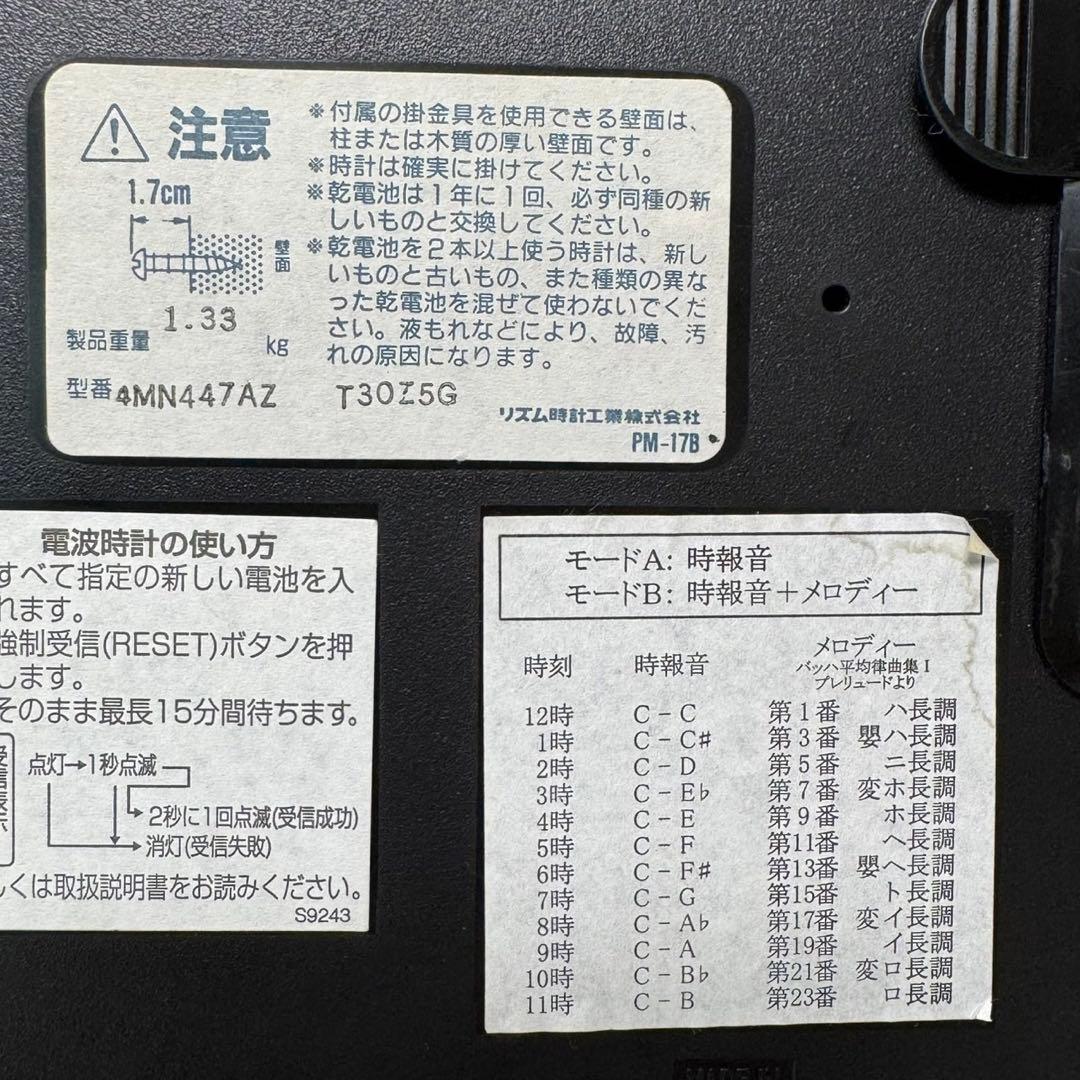 注意
※付属の掛金具を使用できる壁面は、
柱または木質の厚い壁面です。
※時計は確実に掛けてください。
※乾電池は1年に1回、必ず同種の新
しいものと交換してください。
※乾電池を2本以上使う時計は、新し
いものと古いもの、また種類の異な
った乾電池を混ぜて使わないでくだ
さい。液もれなどにより、故障、汚
れの原因になります。
1.7cm
壁面
製品重量 1.33 kg
型番 4MN447AZ T30Z5G
リズム時計工業株式会社
PM-17B
電波時計の使い方
すべて指定の新しい電池を入
れます。
強制受信(RESET)ボタンを押
します。
そのまま最長15分間待ちます。
受信表示
点灯→1秒点滅
2秒に1回点滅(受信成功)
消灯(受信失敗)
くは取扱説明書をお読みください。
S9243
モードA: 時報音
モードB: 時報音＋メロディー
時刻 時報音 メロディー
バッハ平均律曲集Ⅰ
プレリュードより
12時 C - C 第1番 ハ長調
1時 C - C♯ 第3番 嬰ハ長調
2時 C - D 第5番 ニ長調
3時 C - E♭ 第7番 変ホ長調
4時 C - E 第9番 ホ長調
5時 C - F 第11番 ヘ長調
6時 C - F♯ 第13番 嬰ヘ長調
7時 C - G 第15番 ト長調
8時 C - A♭ 第17番 変イ長調
9時 C - A 第19番 イ長調
10時 C - B♭ 第21番 変ロ長調
11時 C - B 第23番 ロ長調